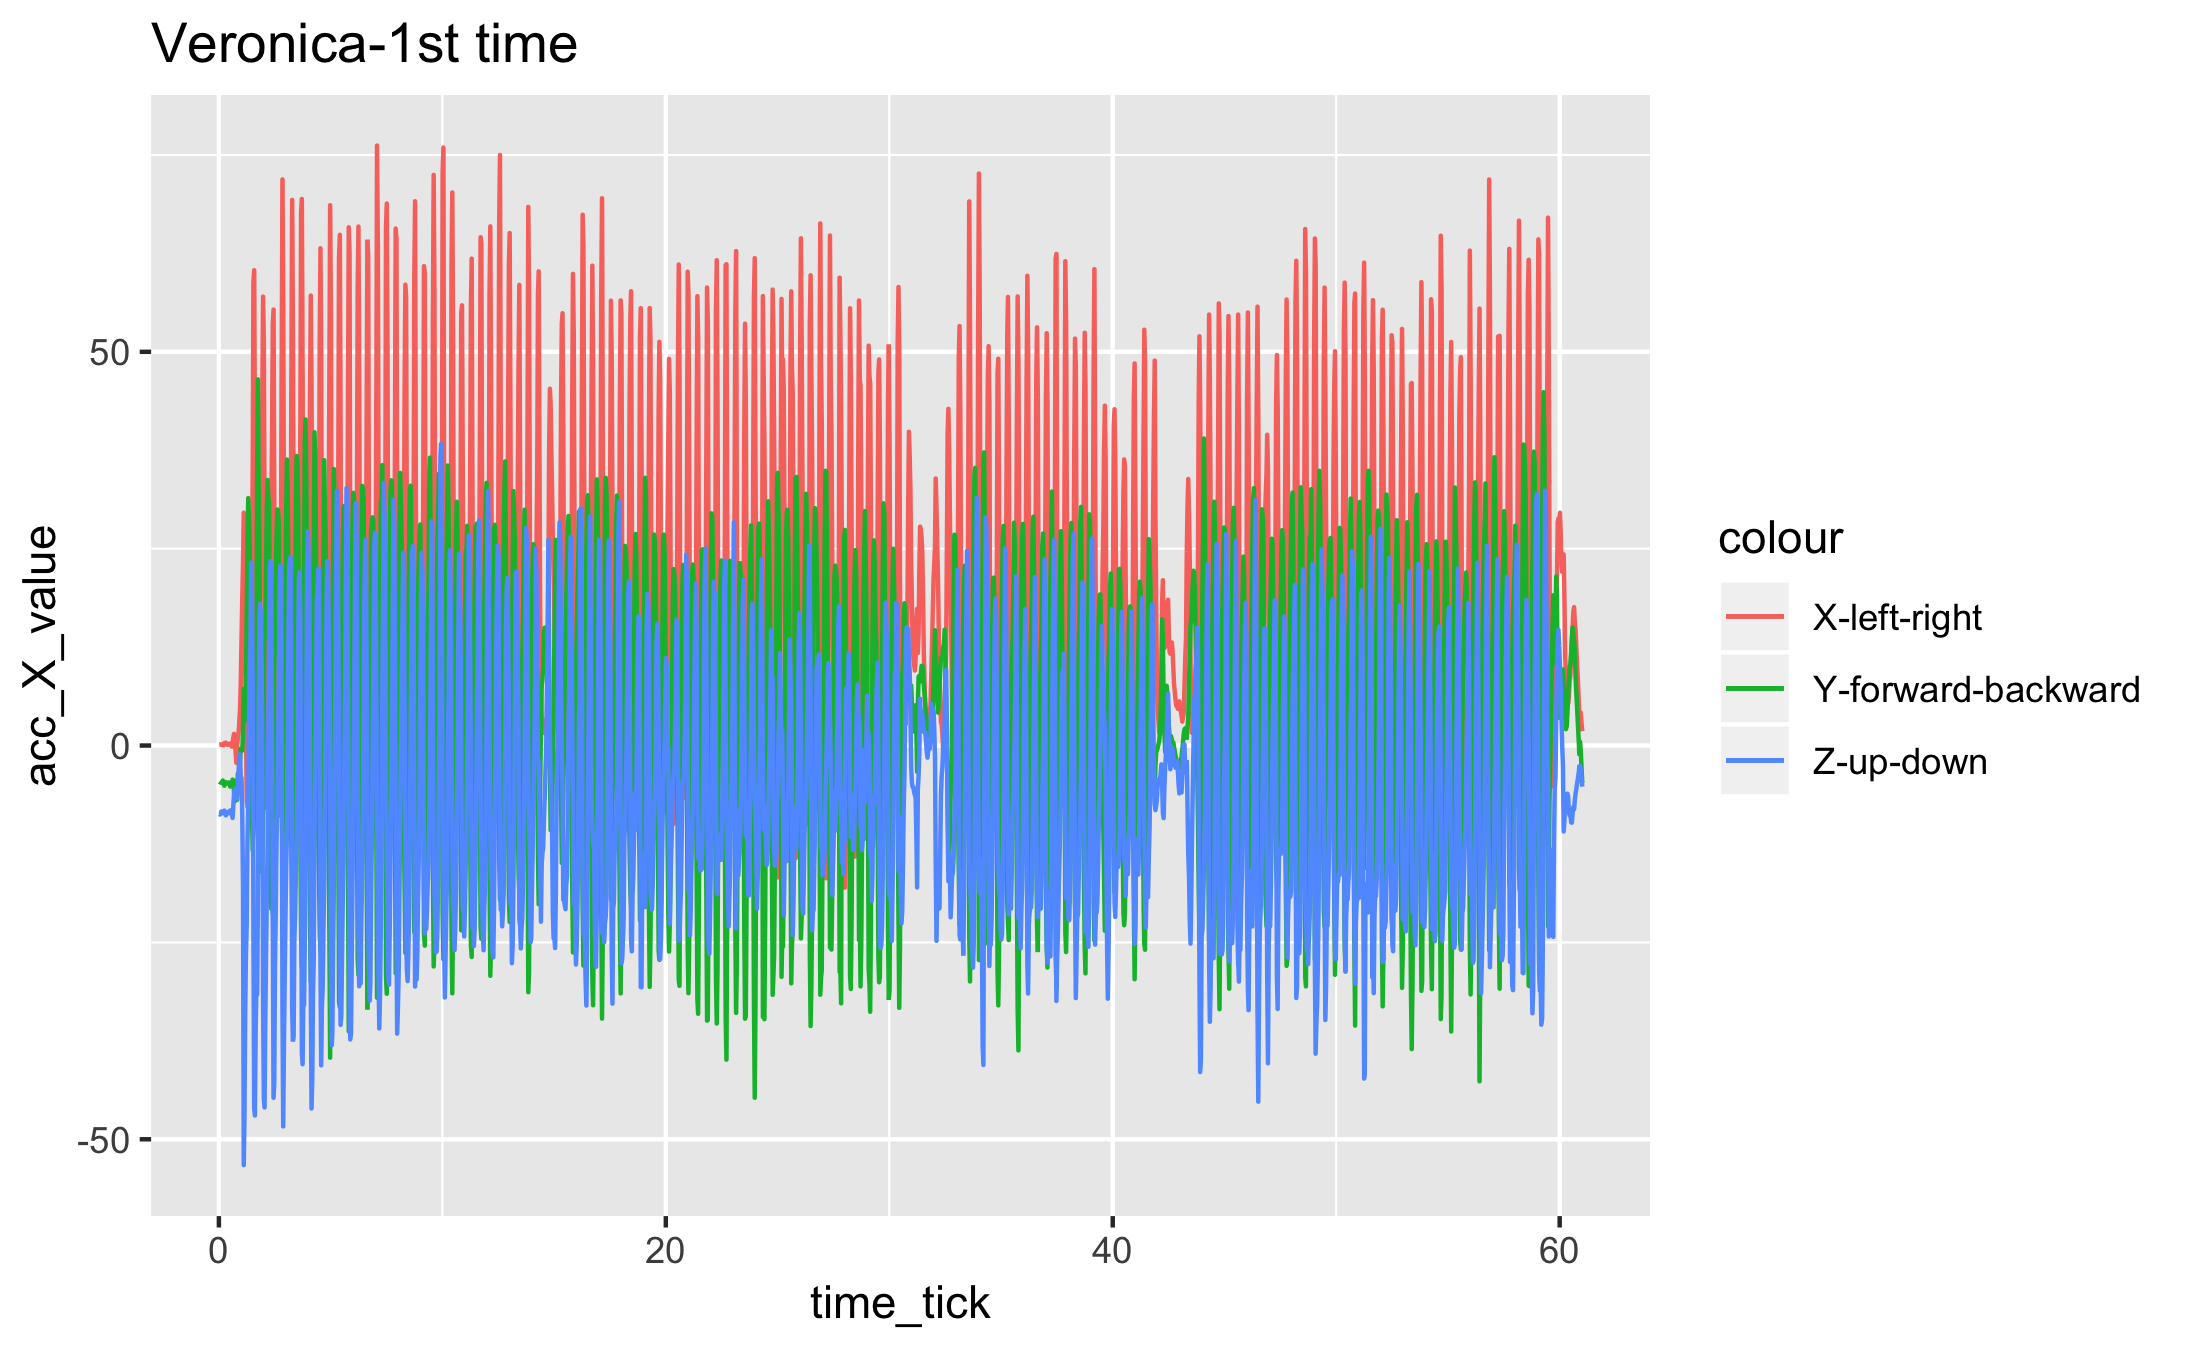 Veronica-1st time
acc_X_value
50
0
-50
0
20
40
60
time_tick
colour
X-left-right
Y-forward-backward
Z-up-down